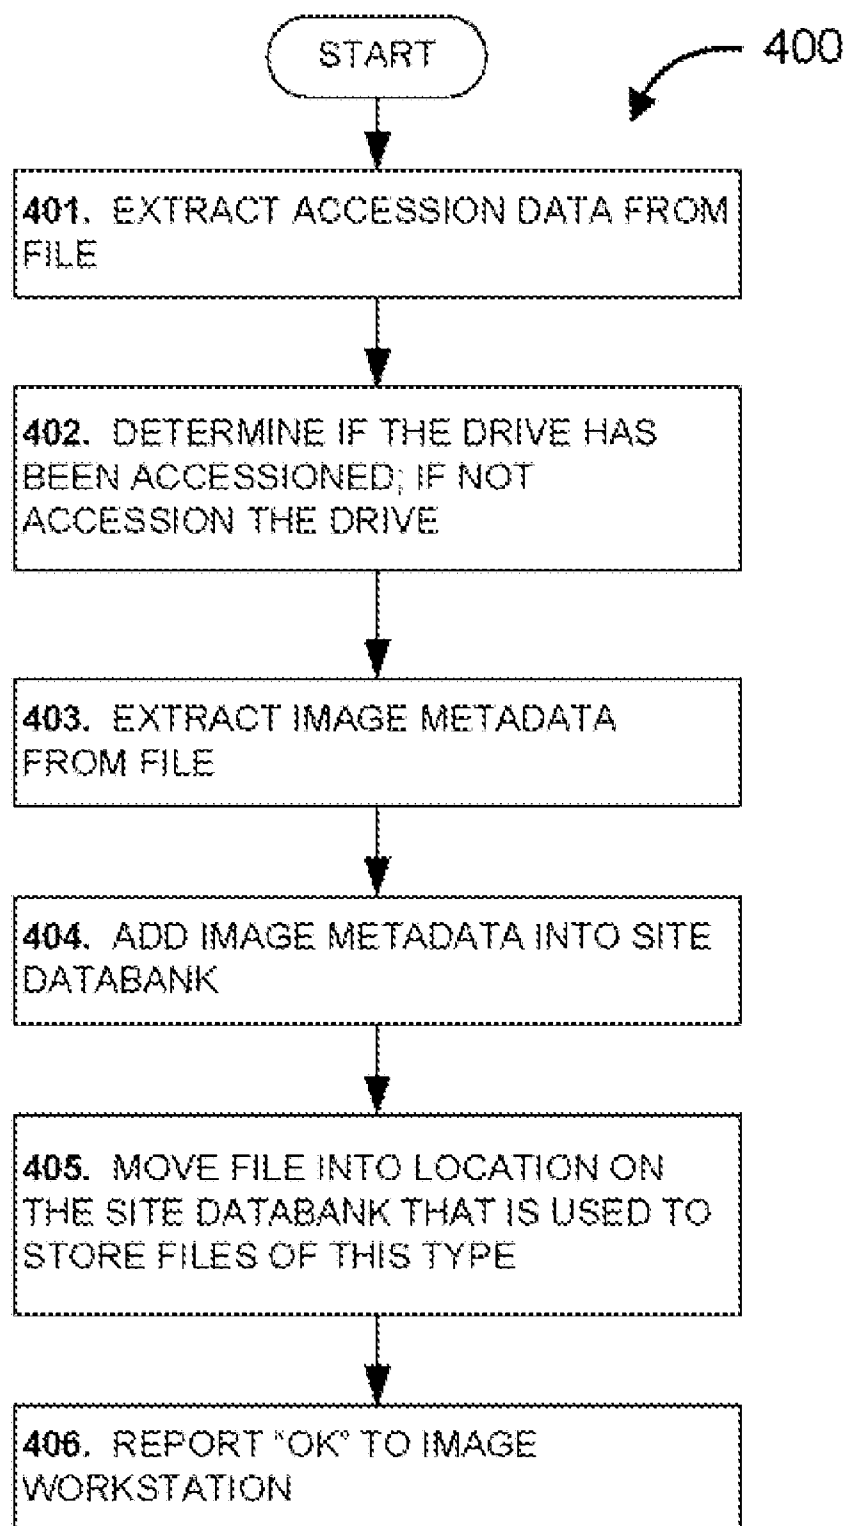 START
400
401. EXTRACT ACCESSION DATA FROM
FILE
402. DETERMINE IF THE DRIVE HAS
BEEN ACCESSIONED; IF NOT
ACCESSION THE DRIVE
403. EXTRACT IMAGE METADATA
FROM FILE
404. ADD IMAGE METADATA INTO SITE
DATABANK
405. MOVE FILE INTO LOCATION ON
THE SITE DATABANK THAT IS USED TO
STORE FILES OF THIS TYPE
406. REPORT "OK" TO IMAGE
WORKSTATION